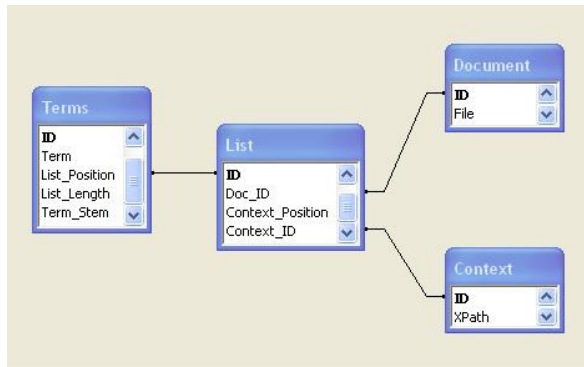 Terms
ID
Term
List_Position
List_Length
Term_Stem
List
ID
Doc_ID
Context_Position
Context_ID
Document
ID
File
Context
ID
XPath